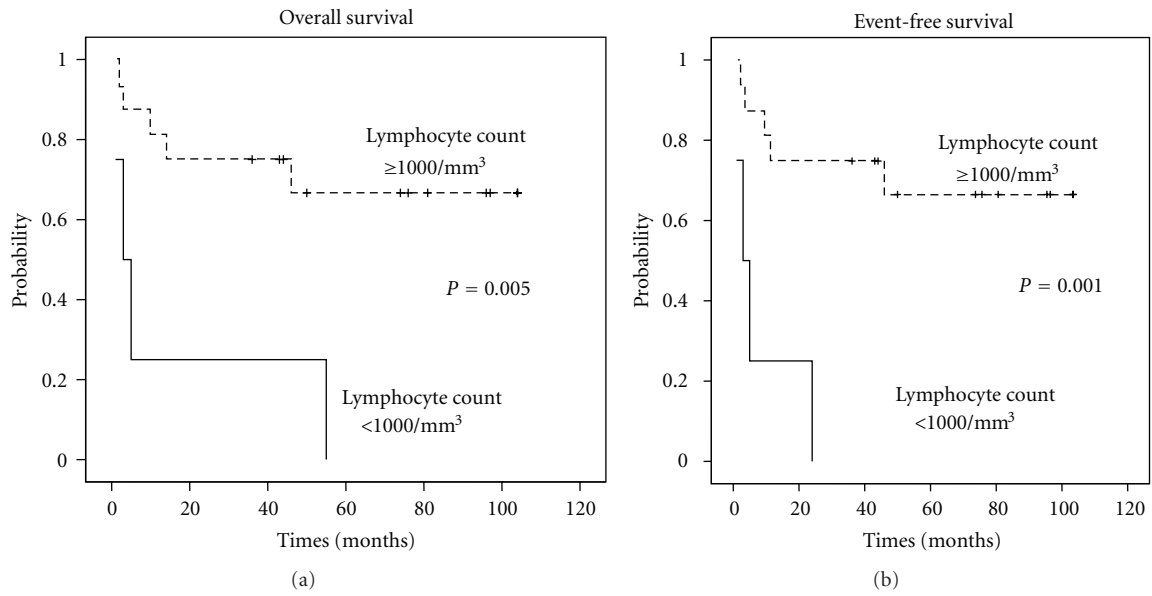 Overall survival
1
0.8
0.6
0.4
0.2
0
Probability
Lymphocyte count
≥1000/mm³
P = 0.005
Lymphocyte count
<1000/mm³
0 20 40 60 80 100 120
Times (months)
(a)
Event-free survival
1
0.8
0.6
0.4
0.2
0
Probability
Lymphocyte count
≥1000/mm³
P = 0.001
Lymphocyte count
<1000/mm³
0 20 40 60 80 100 120
Times (months)
(b)